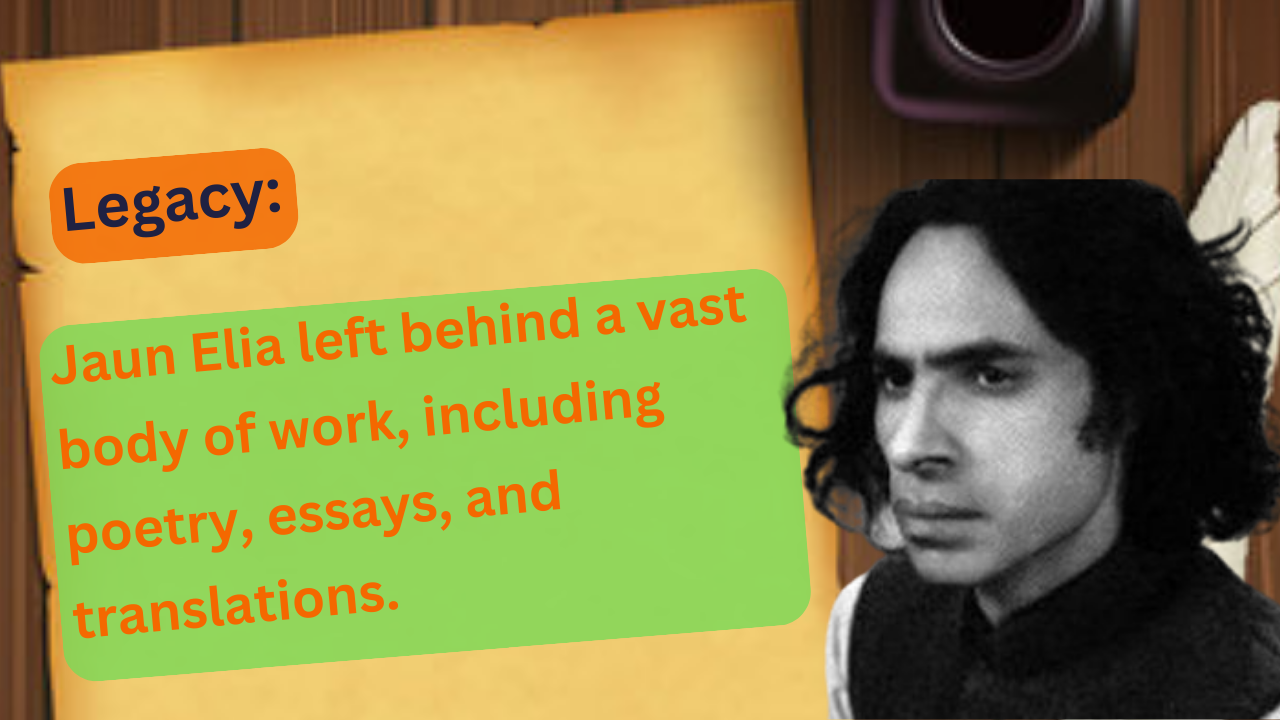 Legacy:
Jaun Elia left behind a vast
body of work, including
poetry, essays, and
translations.